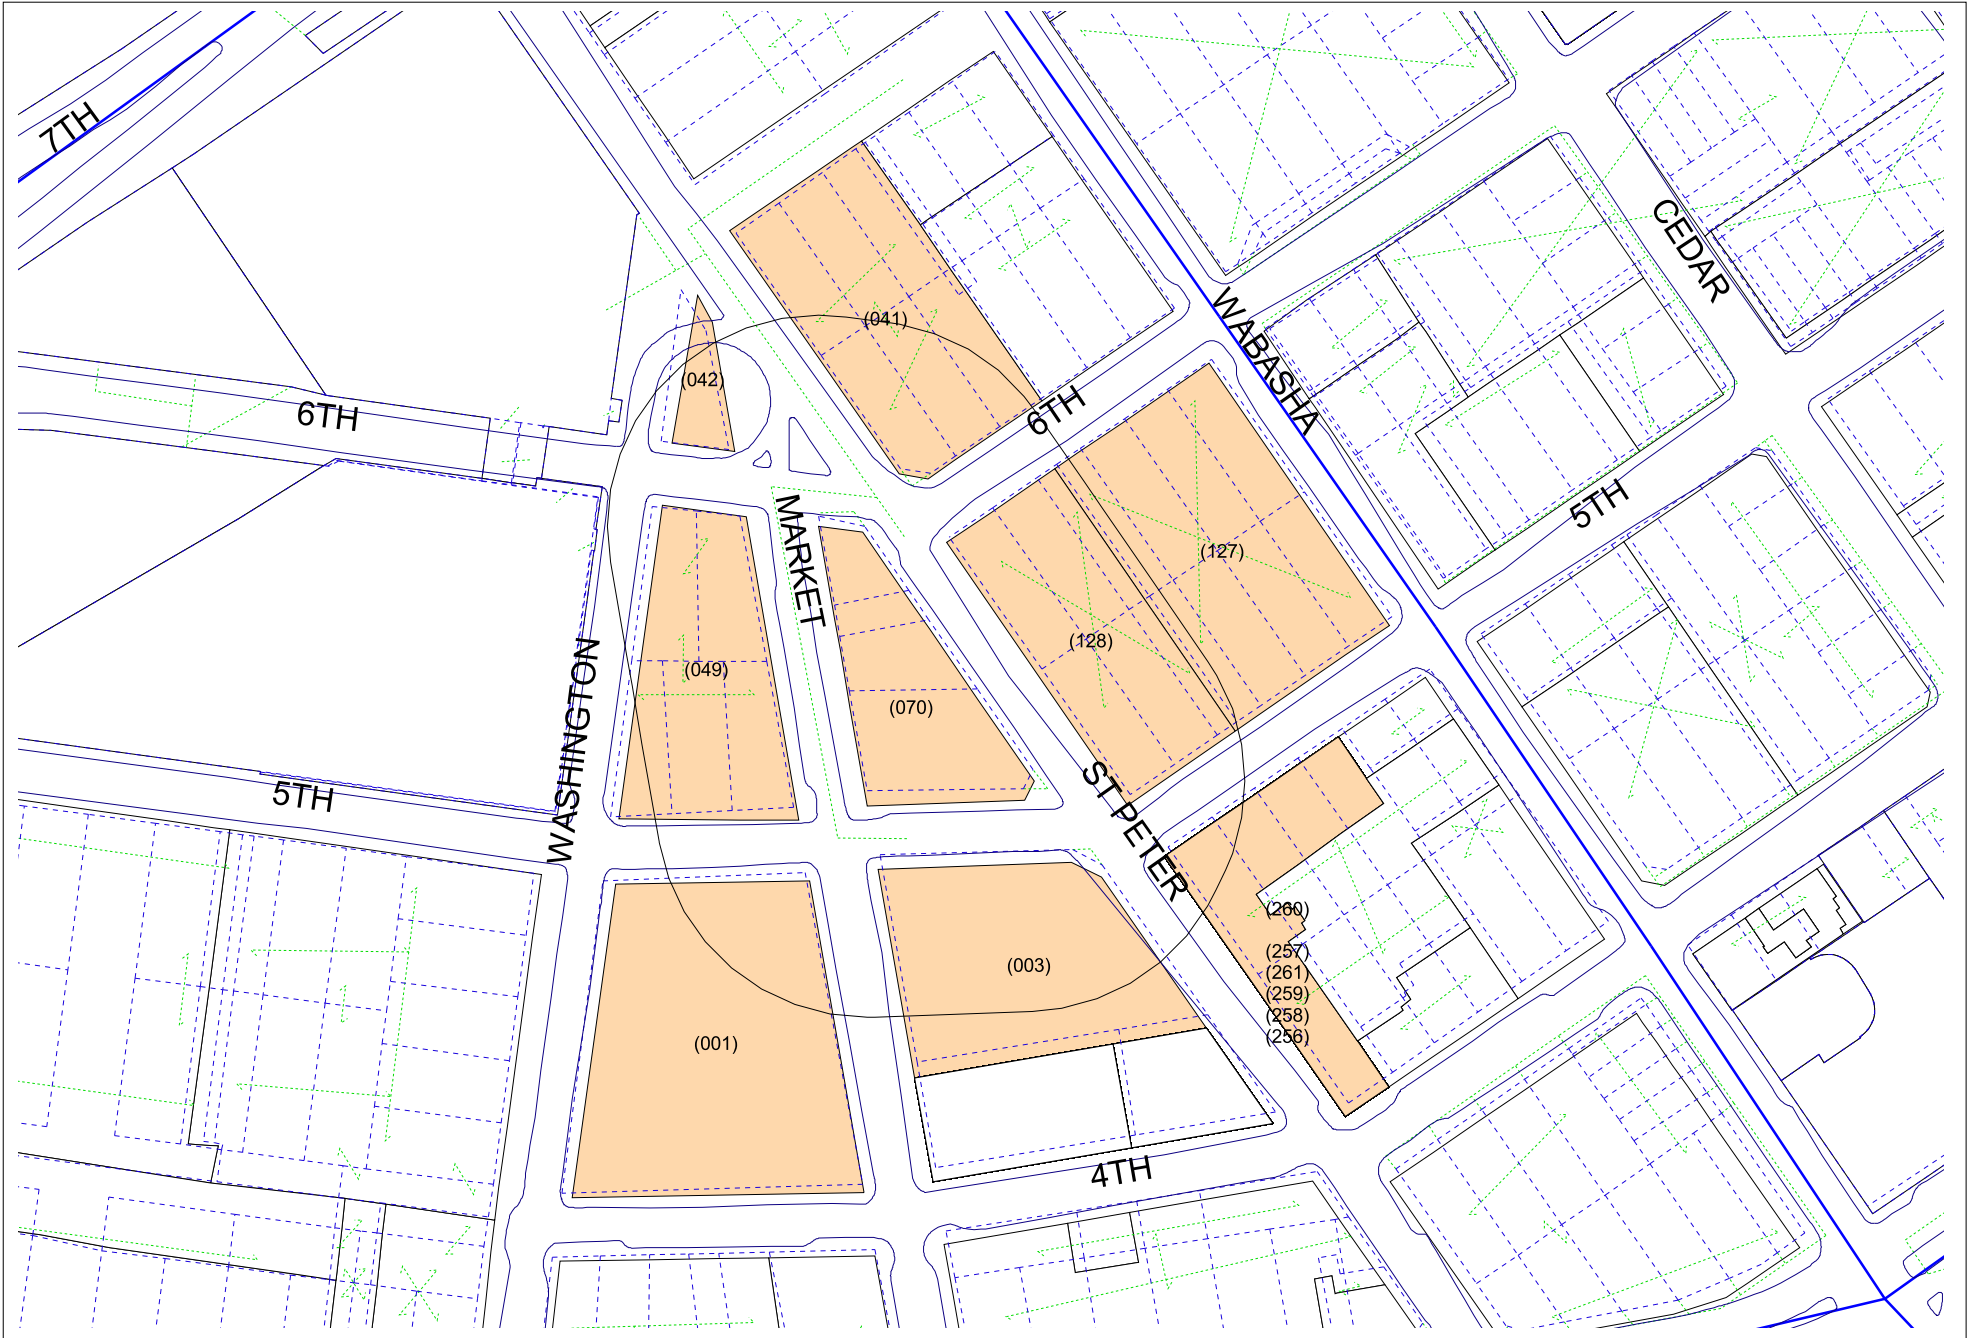 7TH
CEDAR
(041)
WABASHA
(042)
6TH
6TH
5TH
MARKET
(127)
(128)
(049)
(070)
WASHINGTON
5TH
ST PETER
(260)
(257)
(003)
(261)
(259)
(258)
(256)
(001)
4TH